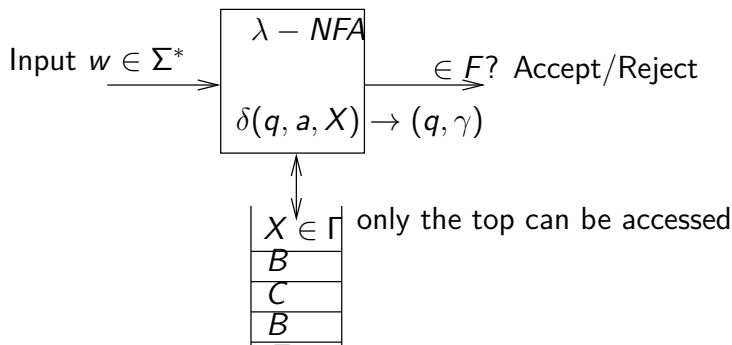 λ − NFA
Input w ∈ Σ*
∈ F? Accept/Reject
δ(q, a, X) → (q, γ)
X ∈ Γ only the top can be accessed
B
C
B